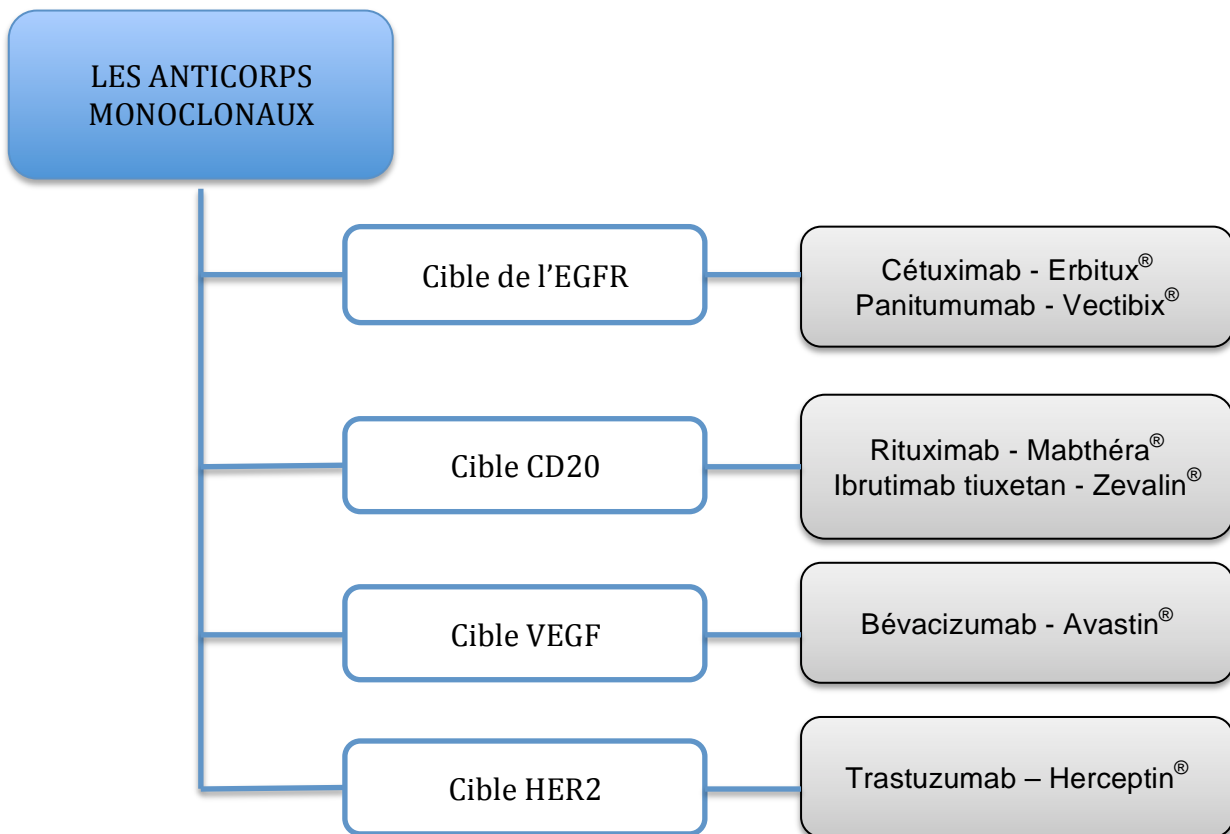 LES ANTICORPS
MONOCLONAUX
Cible de l’EGFR
Cétuximab - Erbitux®
Panitumumab - Vectibix®
Cible CD20
Rituximab - Mabthéra®
Ibrutimab tiuxetan - Zevalin®
Cible VEGF
Bévacizumab - Avastin®
Cible HER2
Trastuzumab – Herceptin®